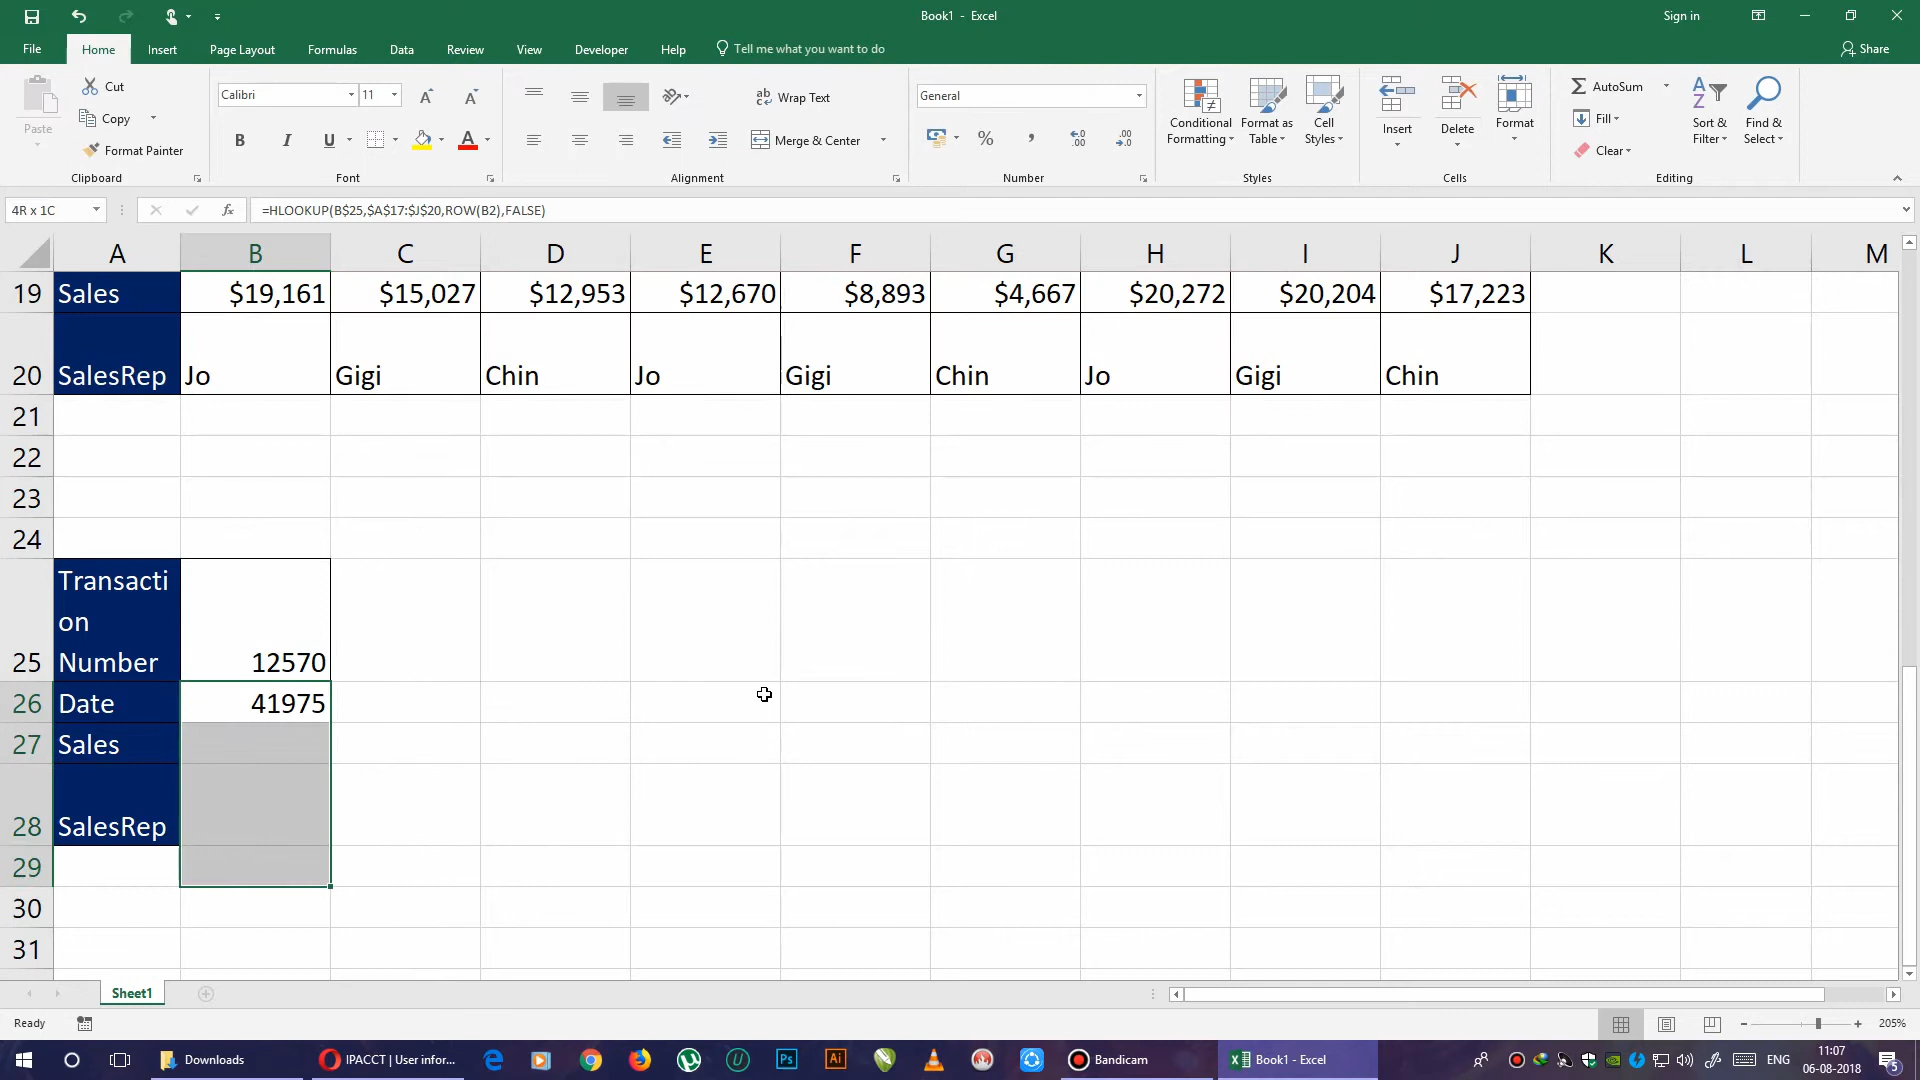 Book1 - Excel
Sign in
File Home Insert Page Layout Formulas Data Review View Developer Help Tell me what you want to do Share
Paste
Cut
Copy
Format Painter
Clipboard
Calibri 11
B I U
Font
Wrap Text
Merge & Center
Alignment
General
%
Number
Conditional Formatting
Format as Table
Cell Styles
Styles
Insert
Delete
Format
Cells
AutoSum
Fill
Clear
Sort & Filter
Find & Select
Editing
4R x 1C =HLOOKUP(B$25,$A$17:$J$20,ROW(B2),FALSE)
A B C D E F G H I J K L M
19 Sales $19,161 $15,027 $12,953 $12,670 $8,893 $4,667 $20,272 $20,204 $17,223
20 SalesRep Jo Gigi Chin Jo Gigi Chin Jo Gigi Chin
21
22
23
24
Transacti
on
25 Number 12570
26 Date 41975
27 Sales
28 SalesRep
29
30
31
Sheet1
Ready 205%
Downloads IPACCT | User infor... Bandicam Book1 - Excel ENG 11:07
06-08-2018
5